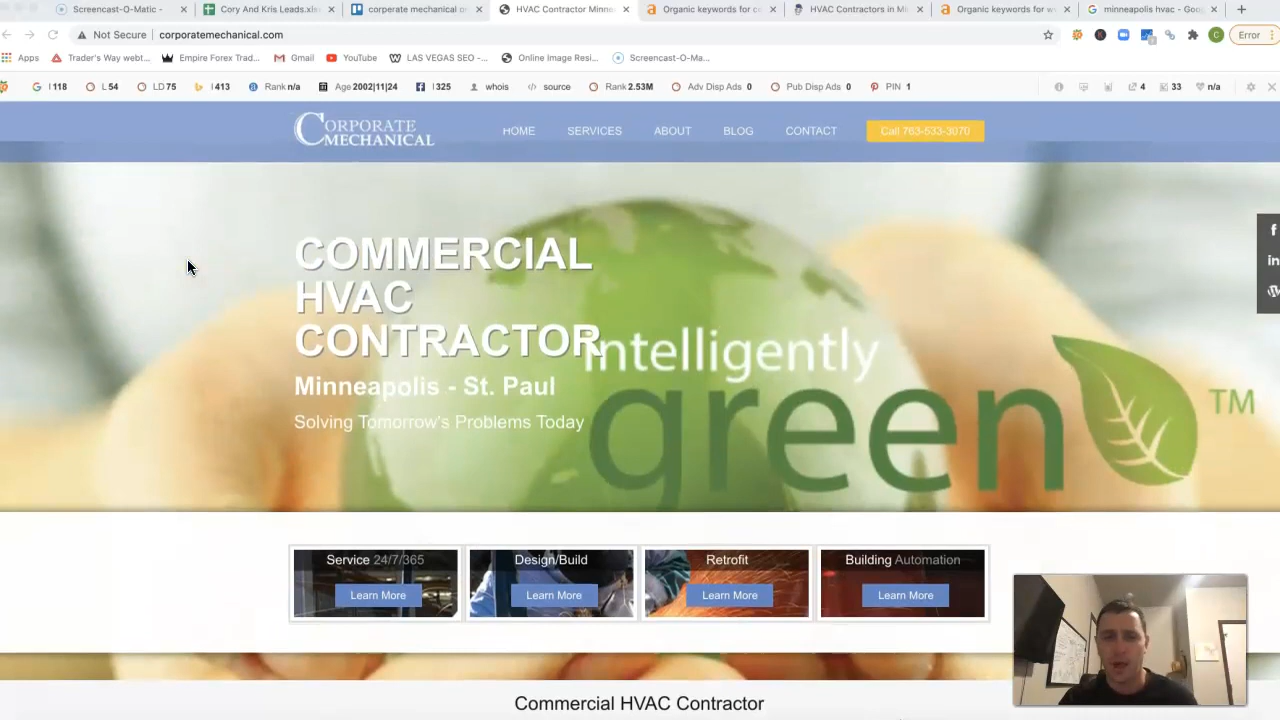 Screencast-O-Matic -
Cory And Kris Leads.xlsx
corperate mechanical o
HVAC Contractor Minne
Organic keywords for c
HVAC Contractors in Mi
Organic keywords for w
minneapolis hvac - Goo
Not Secure
corporatemechanical.com
Error
Apps
Trader's Way webt...
Empire Forex Trad...
Gmail
YouTube
LAS VEGAS SEO -...
Online Image Resi...
Screencast-O-Ma...
I 118
L 54
LD 75
I 413
Rank n/a
Age 2002|11|24
I 325
whois
source
Rank 2.53M
Adv Disp Ads 0
Pub Disp Ads 0
PIN 1
4
33
n/a
CORPORATE
MECHANICAL
HOME
SERVICES
ABOUT
BLOG
CONTACT
Call 763-533-3070
COMMERCIAL
HVAC
CONTRACTOR
Minneapolis - St. Paul
Solving Tomorrow's Problems Today
intelligently
green TM
Service 24/7/365
Design/Build
Retrofit
Building Automation
Learn More
Learn More
Learn More
Learn More
Commercial HVAC Contractor